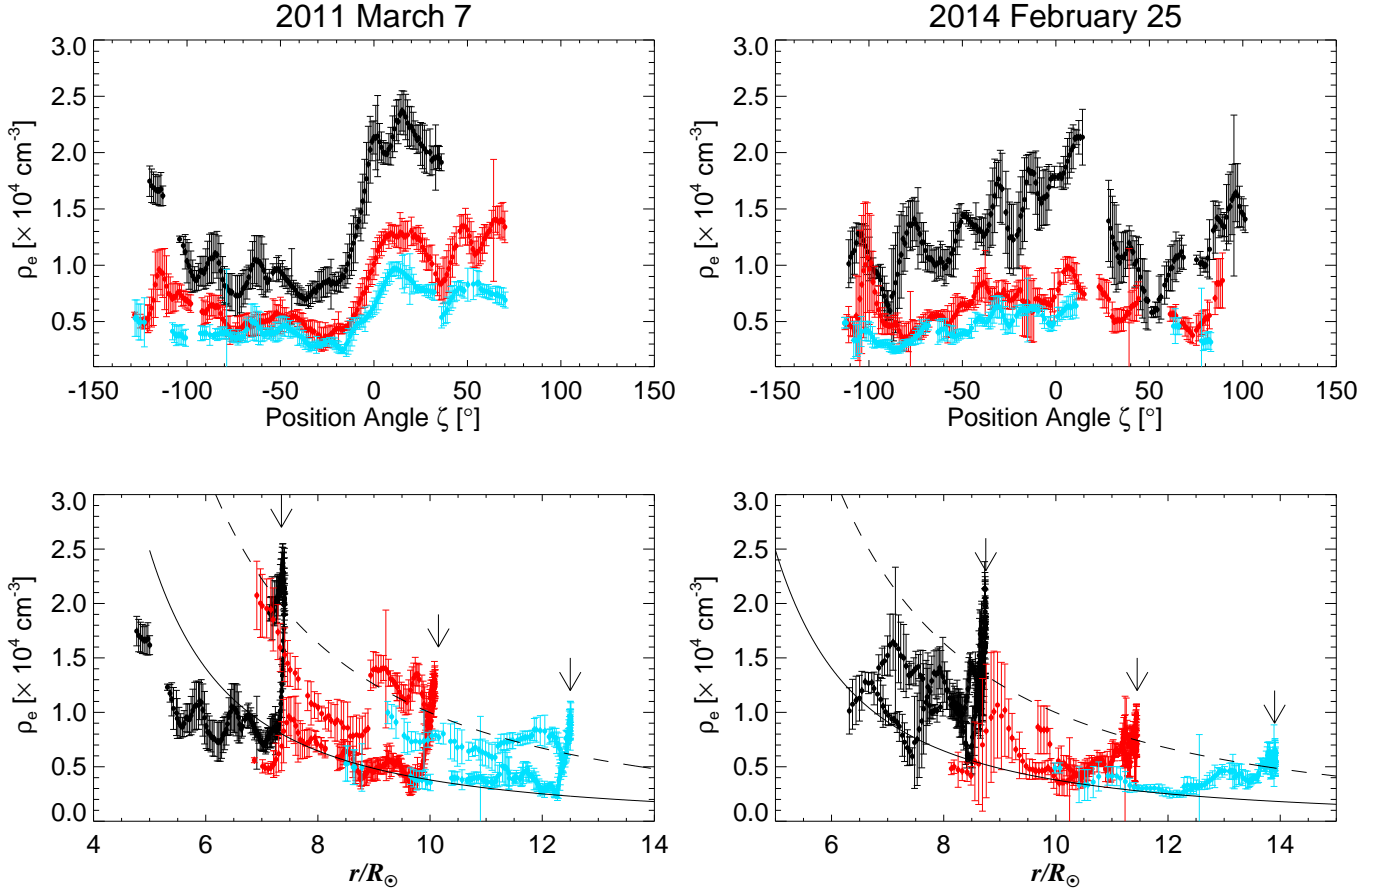 2011 March 7
2014 February 25
3.0
2.5
2.0
1.5
1.0
0.5
ρe [× 10⁴ cm⁻³]
-150 -100 -50 0 50 100 150
Position Angle ζ [°]
3.0
2.5
2.0
1.5
1.0
0.5
ρe [× 10⁴ cm⁻³]
-150 -100 -50 0 50 100 150
Position Angle ζ [°]
3.0
2.5
2.0
1.5
1.0
0.5
0.0
ρe [× 10⁴ cm⁻³]
4 6 8 10 12 14
r/R☉
3.0
2.5
2.0
1.5
1.0
0.5
0.0
ρe [× 10⁴ cm⁻³]
6 8 10 12 14
r/R☉